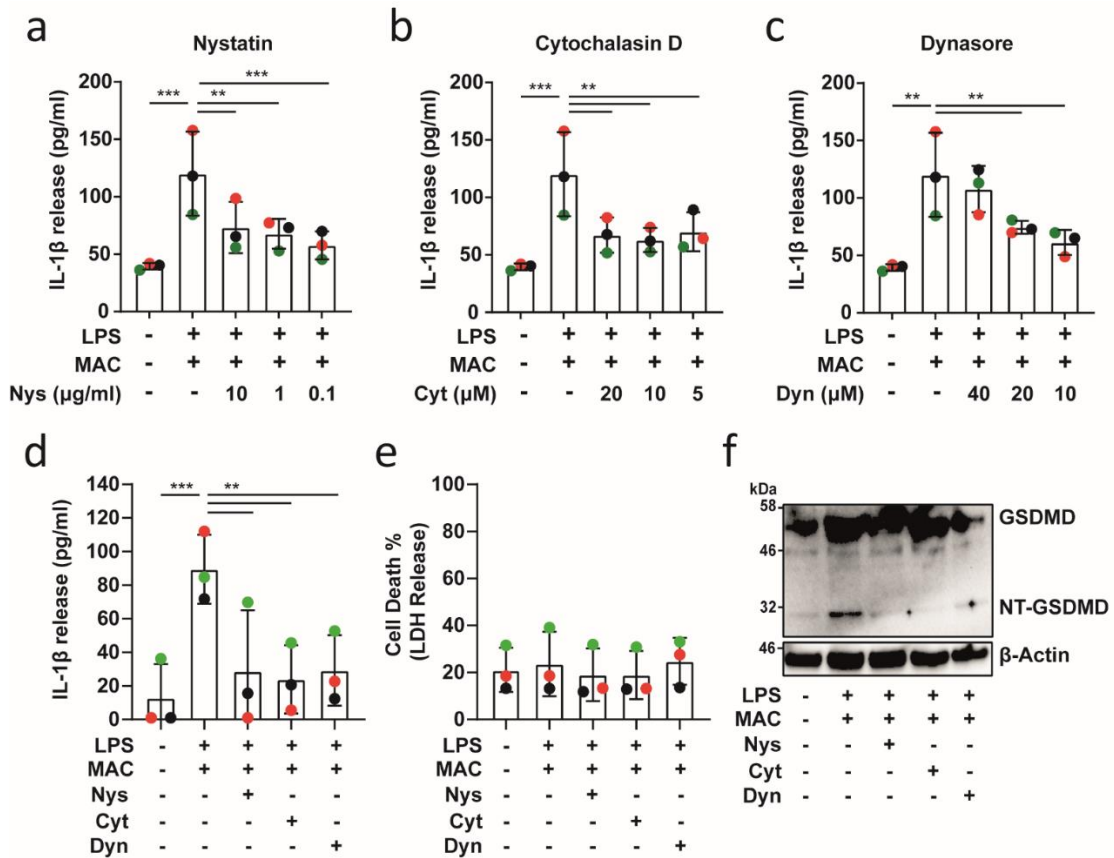 a
Nystatin
IL-1β release (pg/ml)
200
150
100
50
0
*** ** ***
LPS - + + + +
MAC - + + + +
Nys (µg/ml) - - 10 1 0.1
b
Cytochalasin D
IL-1β release (pg/ml)
200
150
100
50
0
*** **
LPS - + + + +
MAC - + + + +
Cyt (µM) - - 20 10 5
c
Dynasore
IL-1β release (pg/ml)
200
150
100
50
0
** **
LPS - + + + +
MAC - + + + +
Dyn (µM) - - 40 20 10
d
IL-1β release (pg/ml)
140
120
100
80
60
40
20
0
*** **
LPS - + + + +
MAC - + + + +
Nys - - + - -
Cyt - - - + -
Dyn - - - - +
e
Cell Death %
(LDH Release)
100
80
60
40
20
0
LPS - + + + +
MAC - + + + +
Nys - - + - -
Cyt - - - + -
Dyn - - - - +
f
kDa
58
GSDMD
46
32
NT-GSDMD
46
β-Actin
LPS - + + + +
MAC - + + + +
Nys - - + - -
Cyt - - - + -
Dyn - - - - +